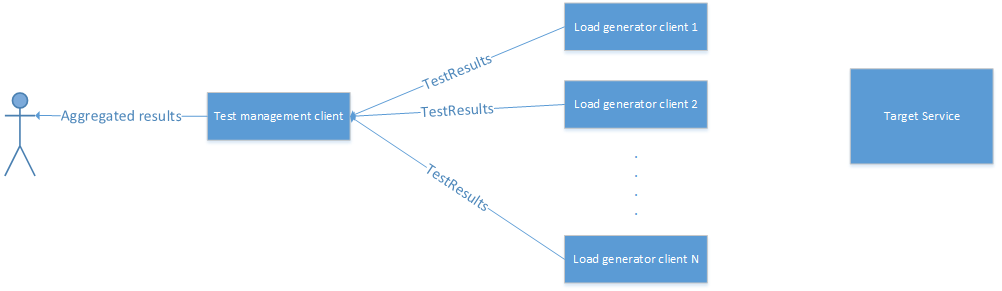 Load generator client 1
TestResults
Load generator client 2
TestResults
Aggregated results
Test management client
Target Service
TestResults
Load generator client N